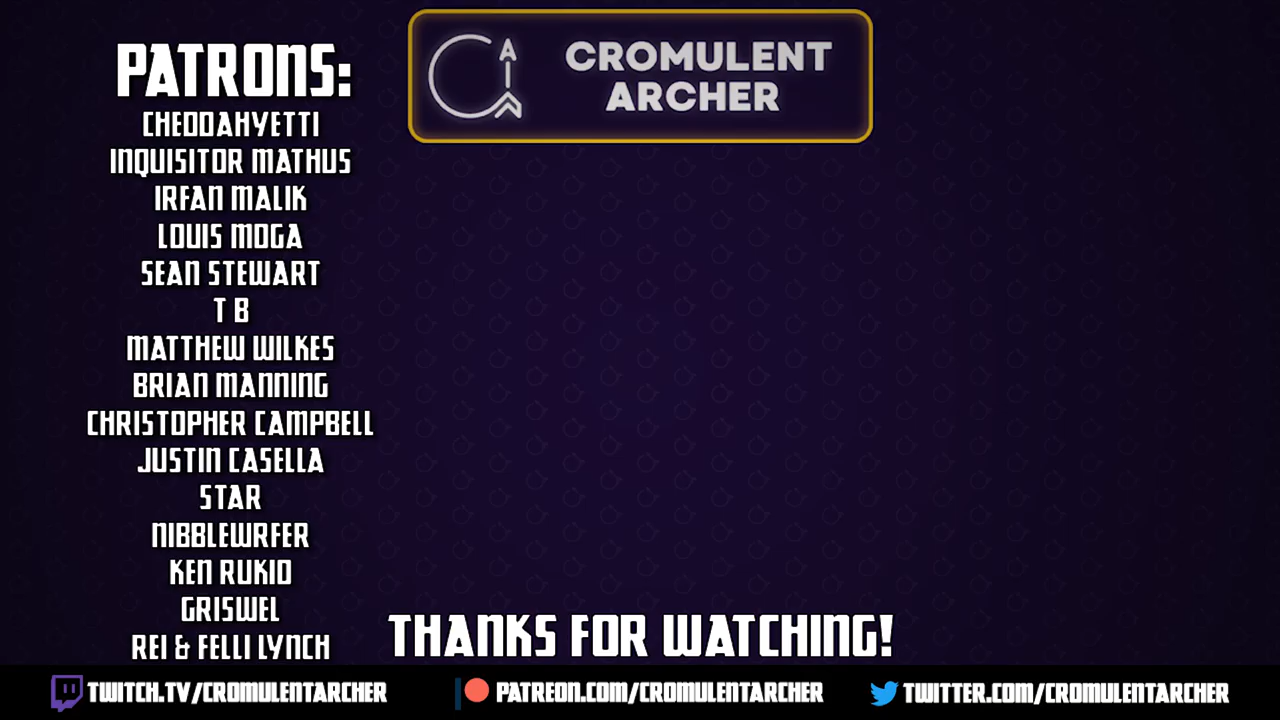 CROMULENT
ARCHER
PATRONS:
CHEDDAHYETTI
INQUISITOR MATHUS
IRFAN MALIK
LOUIS MOGA
SEAN STEWART
T B
MATTHEW WILKES
BRIAN MANNING
CHRISTOPHER CAMPBELL
JUSTIN CASELLA
STAR
NIBBLEWRFER
KEN RUKIO
GRISWEL
REI & FELLI LYNCH
THANKS FOR WATCHING!
TWITCH.TV/CROMULENTARCHER
PATREON.COM/CROMULENTARCHER
TWITTER.COM/CROMULENTARCHER